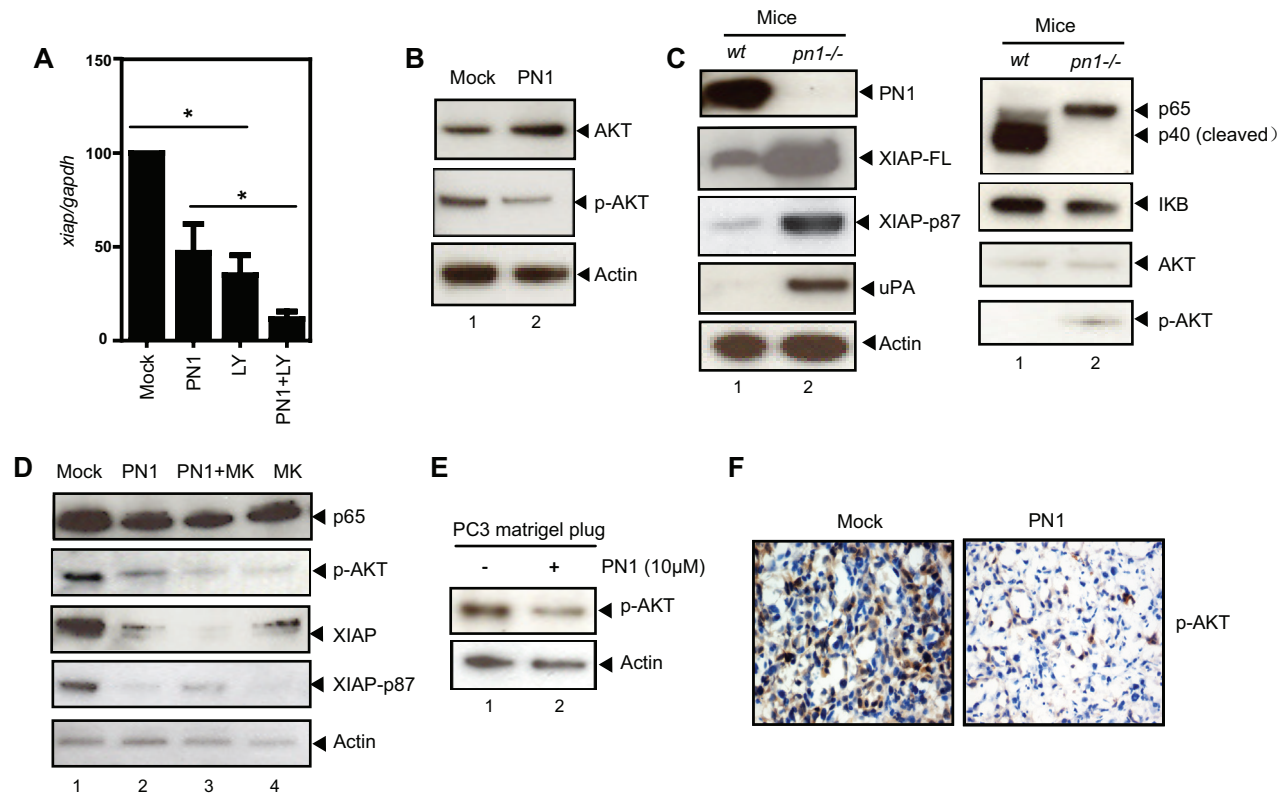 A
150
100
50
0
xiap/gapdh
*
*
Mock
PN1
LY
PN1+LY
B
Mock PN1
AKT
p-AKT
Actin
1 2
C
Mice
wt pn1-/-
PN1
XIAP-FL
XIAP-p87
uPA
Actin
1 2
Mice
wt pn1-/-
p65
p40 (cleaved）
IKB
AKT
p-AKT
1 2
D
Mock PN1 PN1+MK MK
p65
p-AKT
XIAP
XIAP-p87
Actin
1 2 3 4
E
PC3 matrigel plug
- + PN1 (10µM)
p-AKT
Actin
1 2
F
Mock PN1
p-AKT